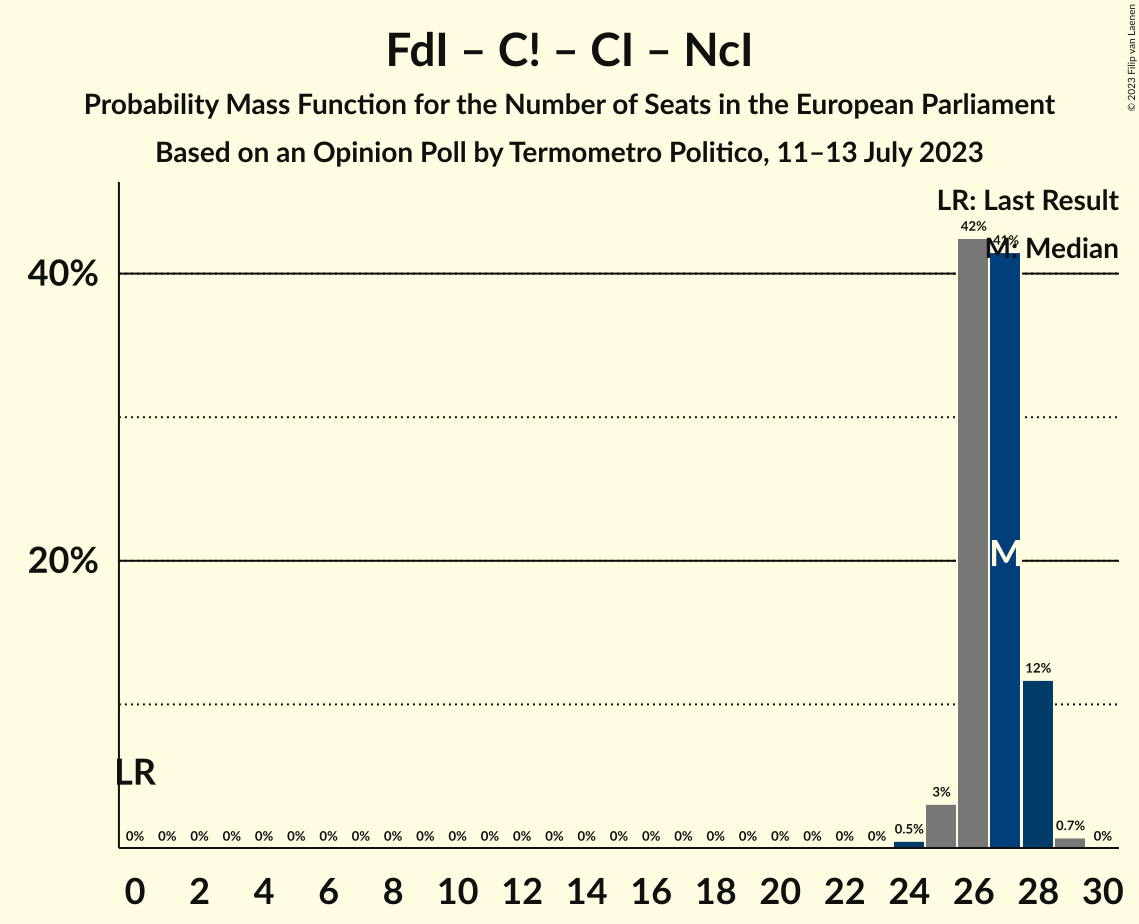 FdI – C! – CI – NcI
Probability Mass Function for the Number of Seats in the European Parliament
Based on an Opinion Poll by Termometro Politico, 11–13 July 2023
© 2023 Filip van Laenen
LR: Last Result
M: Median
42%
41%
40%
20%
M
12%
LR
3%
0% 0% 0% 0% 0% 0% 0% 0% 0% 0% 0% 0% 0% 0% 0% 0% 0% 0% 0% 0% 0% 0% 0% 0% 0.5% 0.7% 0%
0 2 4 6 8 10 12 14 16 18 20 22 24 26 28 30